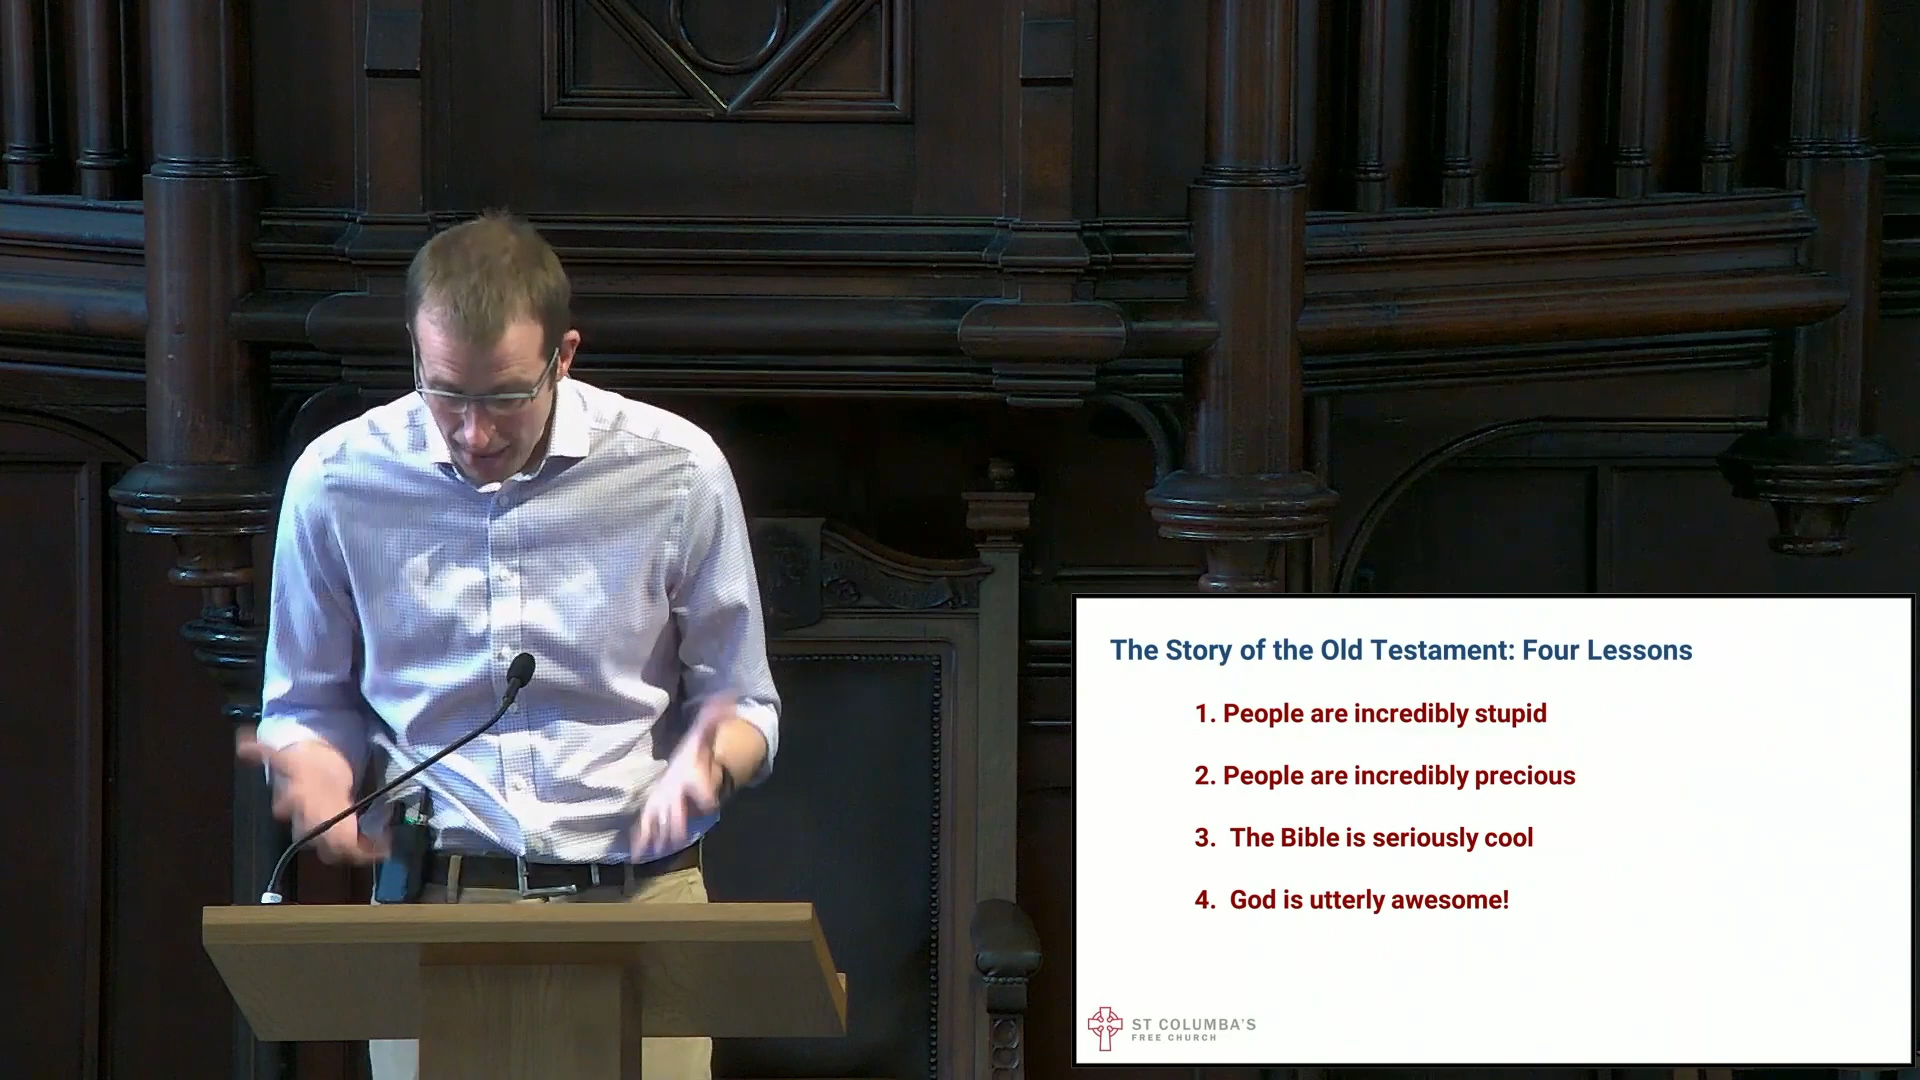 The Story of the Old Testament: Four Lessons
1. People are incredibly stupid
2. People are incredibly precious
3. The Bible is seriously cool
4. God is utterly awesome!
ST COLUMBA'S
FREE CHURCH